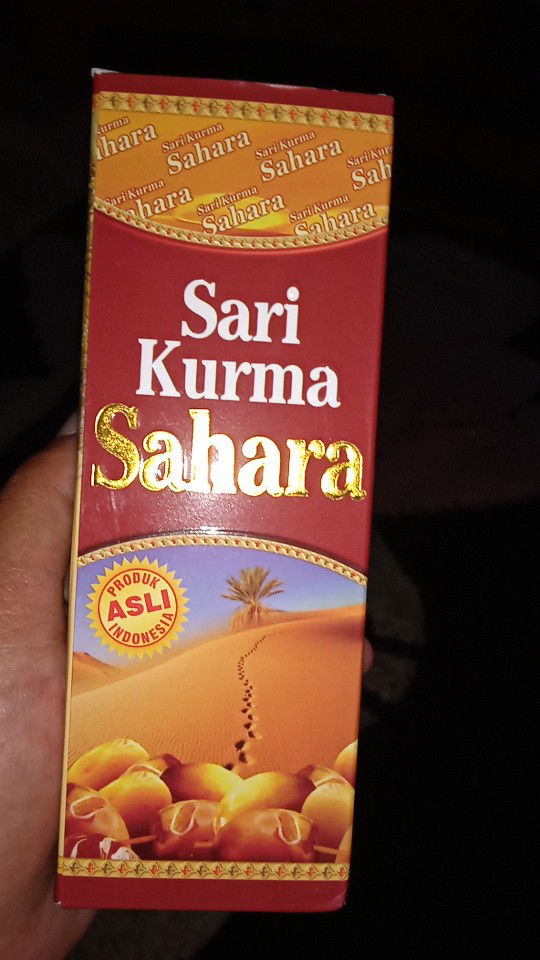 Sari Kurma
Sahara
Sari Kurma
Sahara
Sari Kurma
Sahara
Sari Kurma
Sahara
Sari
Kurma
Sahara
PRODUK
ASLI
INDONESIA